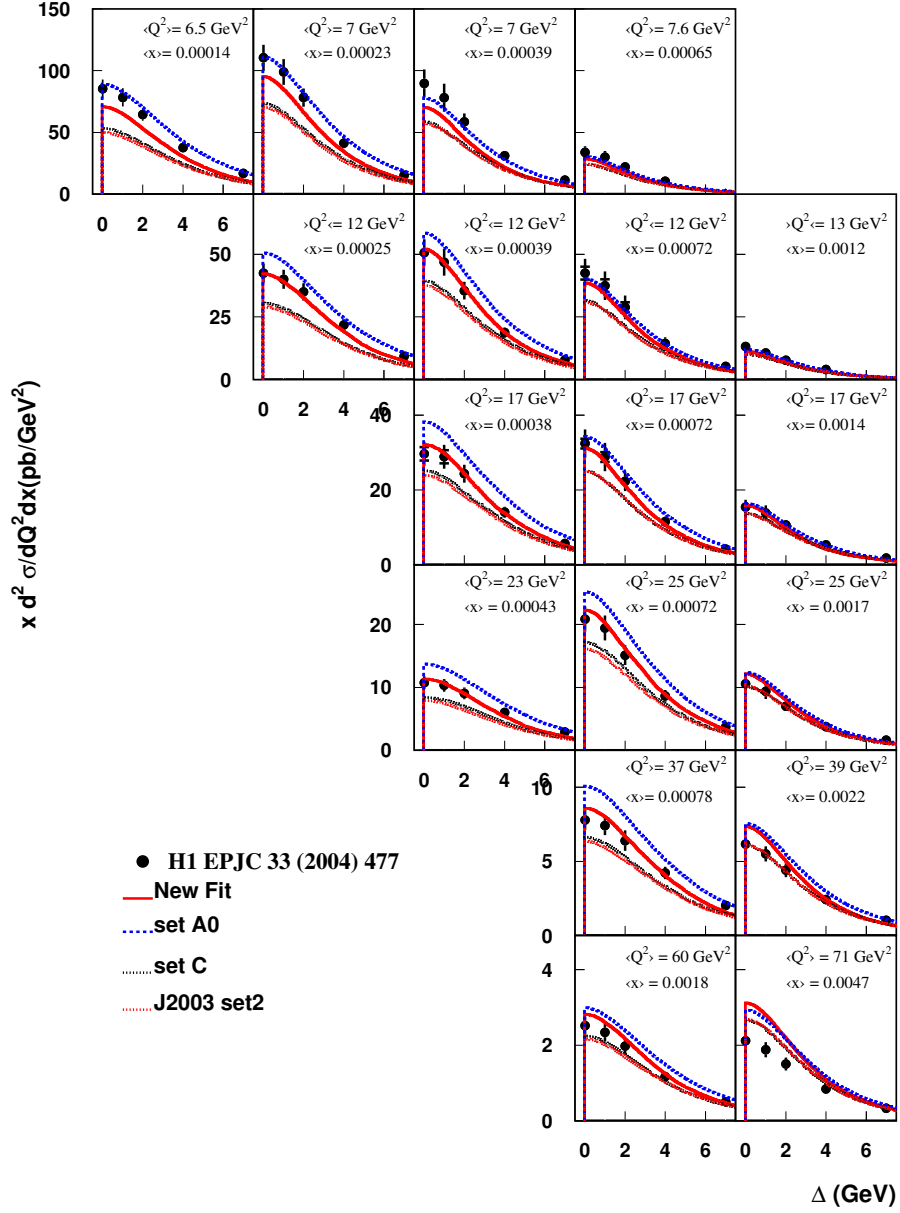 150
100
50
0
‹Q²›= 6.5 GeV²
‹x›= 0.00014
‹Q²›= 7 GeV²
‹x›= 0.00023
‹Q²›= 7 GeV²
‹x›= 0.00039
‹Q²›= 7.6 GeV²
‹x›= 0.00065
0 2 4 6
50
25
0
›Q²‹= 12 GeV²
‹x›= 0.00025
›Q²‹= 12 GeV²
‹x›= 0.00039
›Q²‹= 12 GeV²
‹x›= 0.00072
›Q²‹= 13 GeV²
‹x›= 0.0012
0 2 4 6
40
20
0
‹Q²›= 17 GeV²
‹x›= 0.00038
‹Q²›= 17 GeV²
‹x›= 0.00072
‹Q²›= 17 GeV²
‹x›= 0.0014
x d² σ/dQ²dx(pb/GeV²)
20
10
0
‹Q²›= 23 GeV²
‹x› = 0.00043
‹Q²›= 25 GeV²
‹x› = 0.00072
‹Q²›= 25 GeV²
‹x› = 0.0017
0 2 4 6
10
5
0
‹Q²›= 37 GeV²
‹x›= 0.00078
‹Q²›= 39 GeV²
‹x›= 0.0022
H1 EPJC 33 (2004) 477
New Fit
set A0
set C
J2003 set2
4
2
0
‹Q²› = 60 GeV²
‹x› = 0.0018
‹Q²› = 71 GeV²
‹x› = 0.0047
0 2 4 6
0 2 4 6
Δ (GeV)